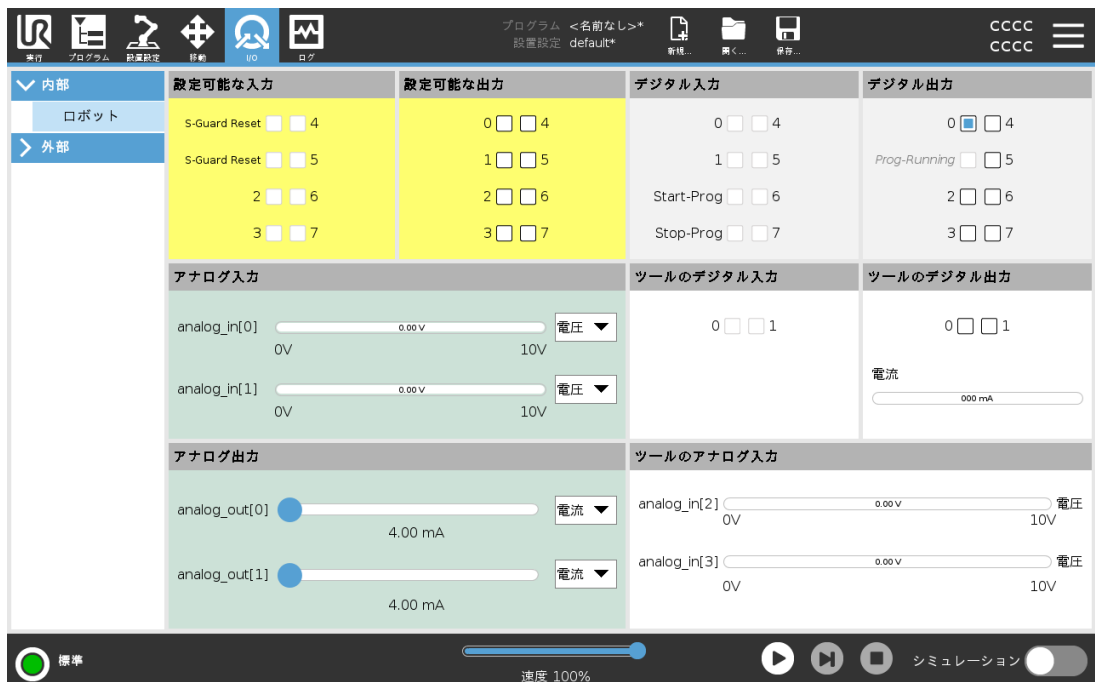 プログラム <名前なし>*
設置設定 default*
CCCC
CCCC
実行 プログラム 設置設定 移動 I/O ログ 新規... 開く... 保存...
内部
ロボット
外部
設定可能な入力
S-Guard Reset 4
S-Guard Reset 5
2 6
3 7
設定可能な出力
0 4
1 5
2 6
3 7
デジタル入力
0 4
1 5
Start-Prog 6
Stop-Prog 7
デジタル出力
0 4
Prog-Running 5
2 6
3 7
アナログ入力
analog_in[0] 0.00 V 電圧
0V 10V
analog_in[1] 0.00 V 電圧
0V 10V
ツールのデジタル入力
0 1
ツールのデジタル出力
0 1
電流
000 mA
アナログ出力
analog_out[0] 電流
4.00 mA
analog_out[1] 電流
4.00 mA
ツールのアナログ入力
analog_in[2] 0.00 V 電圧
0V 10V
analog_in[3] 0.00 V 電圧
0V 10V
標準
速度 100%
シミュレーション